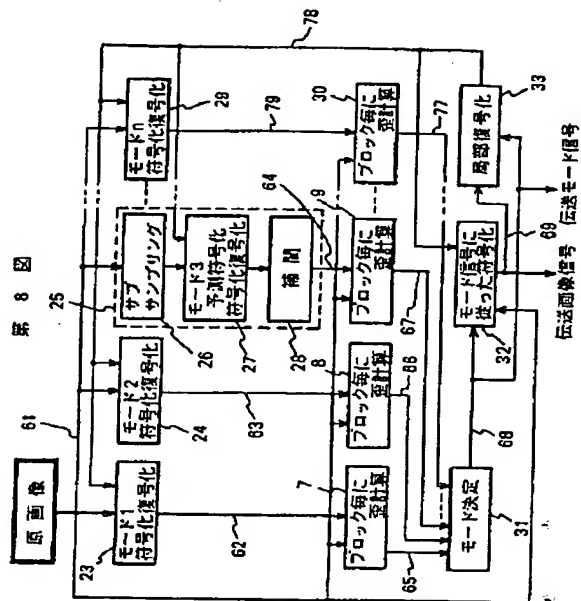 第 8 図
原画像
61
25
78
モード1
符号化復号化
23
モード2
符号化復号化
24
サブ
サンプリング
26
モード3
予測符号化
符号化復号化
27
補間
28
モードn
符号化復号化
29
62
63
64
79
7
ブロック毎に
歪計算
8
ブロック毎に
歪計算
9
ブロック毎に
歪計算
30
ブロック毎に
歪計算
65
66
67
77
モード決定
31
68
モード信号に
従った符号化
32
局部復号化
33
69
伝送画像信号
伝送モード信号